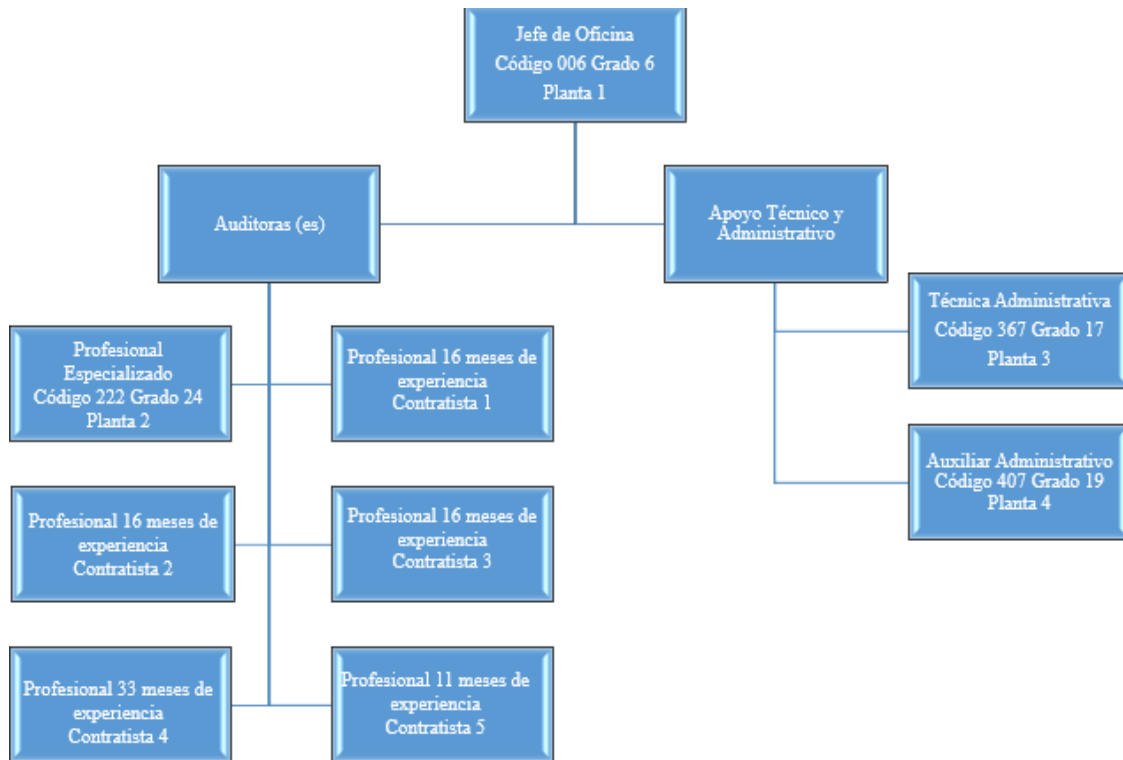 Jefe de Oficina
Código 006 Grado 6
Planta 1
Auditoras (es)
Apoyo Técnico y
Administrativo
Técnica Administrativa
Código 367 Grado 17
Planta 3
Auxiliar Administrativo
Código 407 Grado 19
Planta 4
Profesional
Especializado
Código 222 Grado 24
Planta 2
Profesional 16 meses de
experiencia
Contratista 1
Profesional 16 meses de
experiencia
Contratista 2
Profesional 16 meses de
experiencia
Contratista 3
Profesional 33 meses de
experiencia
Contratista 4
Profesional 11 meses de
experiencia
Contratista 5